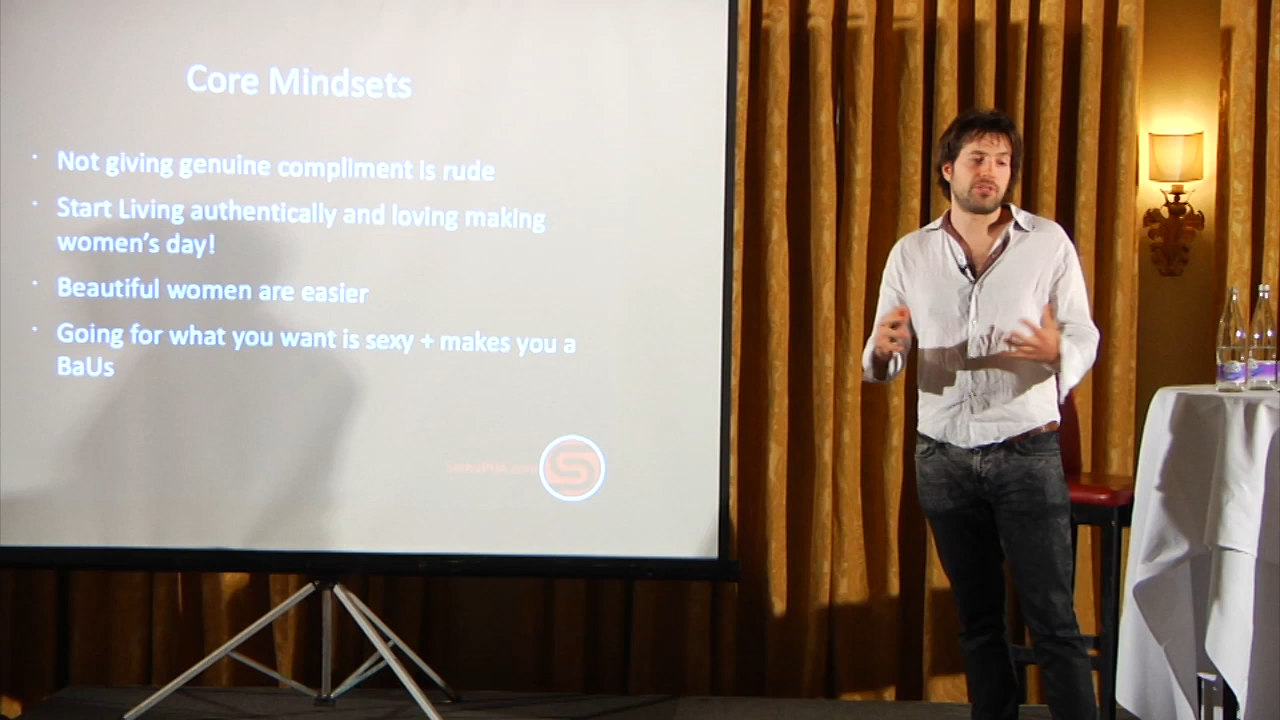 Core Mindsets
Not giving genuine compliment is rude
Start Living authentically and loving making
women's day!
Beautiful women are easier
Going for what you want is sexy + makes you a
BaUs
S